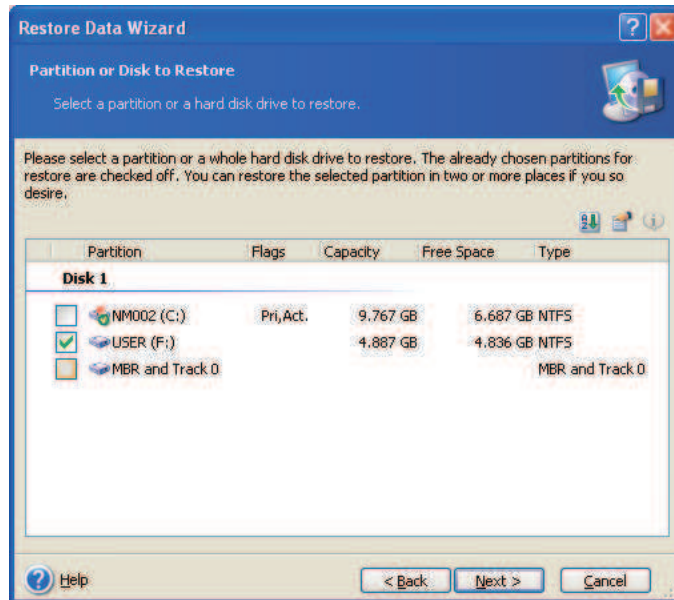 Restore Data Wizard
Partition or Disk to Restore
Select a partition or a hard disk drive to restore.
Please select a partition or a whole hard disk drive to restore. The already chosen partitions for
restore are checked off. You can restore the selected partition in two or more places if you so
desire.
Partition Flags Capacity Free Space Type
Disk 1
NM002 (C:) Pri,Act. 9.767 GB 6.687 GB NTFS
USER (F:) 4.887 GB 4.836 GB NTFS
MBR and Track 0 MBR and Track 0
Help < Back Next > Cancel